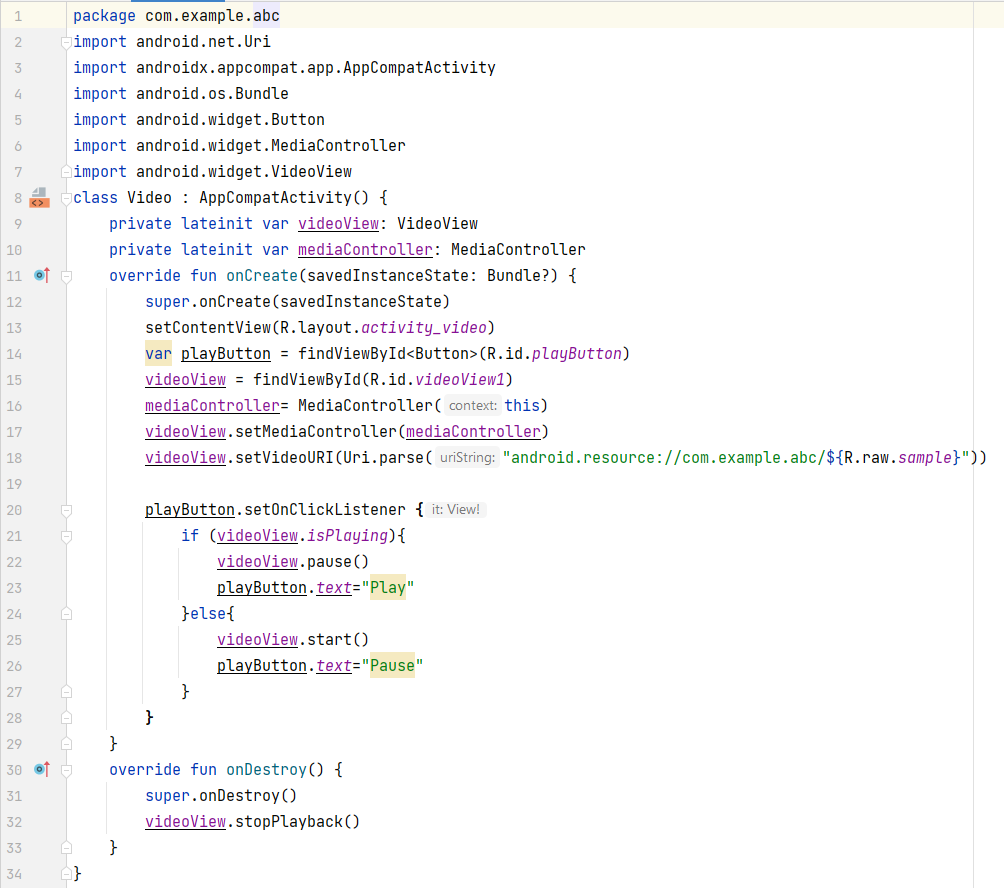 1 package com.example.abc
2 import android.net.Uri
3 import androidx.appcompat.app.AppCompatActivity
4 import android.os.Bundle
5 import android.widget.Button
6 import android.widget.MediaController
7 import android.widget.VideoView
8 class Video : AppCompatActivity() {
9     private lateinit var videoView: VideoView
10     private lateinit var mediaController: MediaController
11     override fun onCreate(savedInstanceState: Bundle?) {
12         super.onCreate(savedInstanceState)
13         setContentView(R.layout.activity_video)
14         var playButton = findViewById<Button>(R.id.playButton)
15         videoView = findViewById(R.id.videoView1)
16         mediaController= MediaController( context: this)
17         videoView.setMediaController(mediaController)
18         videoView.setVideoURI(Uri.parse( uriString: "android.resource://com.example.abc/${R.raw.sample}"))
19
20         playButton.setOnClickListener { it: View!
21             if (videoView.isPlaying){
22                 videoView.pause()
23                 playButton.text="Play"
24             }else{
25                 videoView.start()
26                 playButton.text="Pause"
27             }
28         }
29     }
30     override fun onDestroy() {
31         super.onDestroy()
32         videoView.stopPlayback()
33     }
34 }